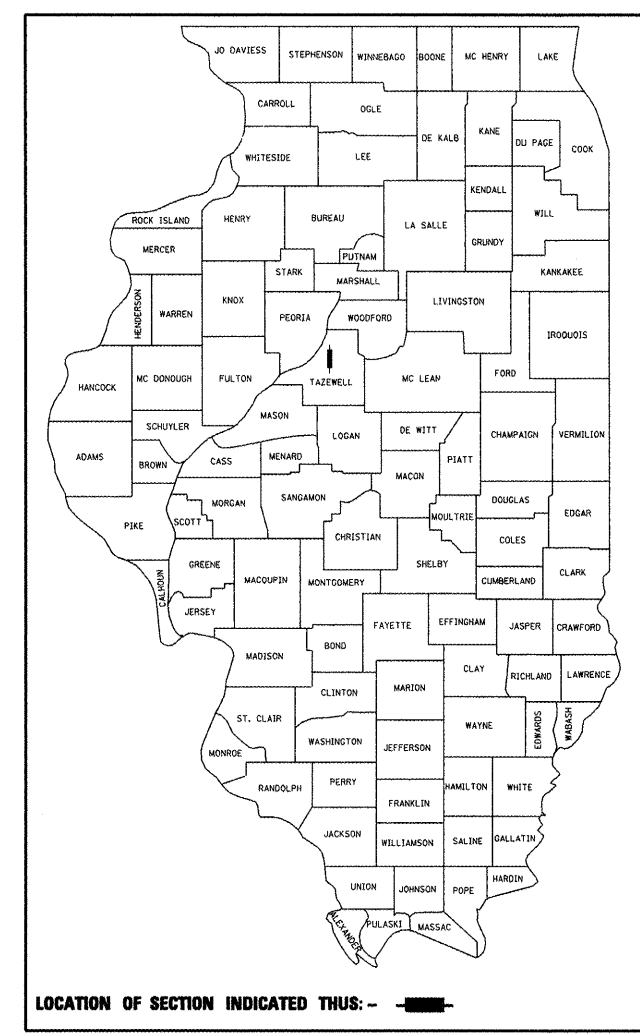 JO DAVIESS STEPHENSON WINNEBAGO BOONE MC HENRY LAKE
CARROLL OGLE DE KALB KANE DU PAGE COOK
WHITESIDE LEE
KENDALL WILL
ROCK ISLAND HENRY BUREAU LA SALLE GRUNDY
MERCER PUTNAM KANKAKEE
STARK MARSHALL
HENDERSON WARREN KNOX PEORIA WOODFORD LIVINGSTON IROQUOIS
HANCOCK MC DONOUGH FULTON TAZEWELL MC LEAN FORD
MASON
SCHUYLER LOGAN DE WITT CHAMPAIGN VERMILION
ADAMS BROWN CASS MENARD PIATT
MACON
MORGAN SANGAMON DOUGLAS
PIKE SCOTT MOULTRIE EDGAR
CHRISTIAN COLES
GREENE SHELBY
CALHOUN MACOUPIN MONTGOMERY CUMBERLAND CLARK
JERSEY
FAYETTE EFFINGHAM JASPER CRAWFORD
MADISON BOND
CLAY RICHLAND LAWRENCE
CLINTON MARION
ST. CLAIR WAYNE EDWARDS WABASH
WASHINGTON JEFFERSON
MONROE
RANDOLPH PERRY HAMILTON WHITE
FRANKLIN
JACKSON WILLIAMSON SALINE GALLATIN
HARDIN
UNION JOHNSON POPE
ALEXANDER PULASKI MASSAC
LOCATION OF SECTION INDICATED THUS: -